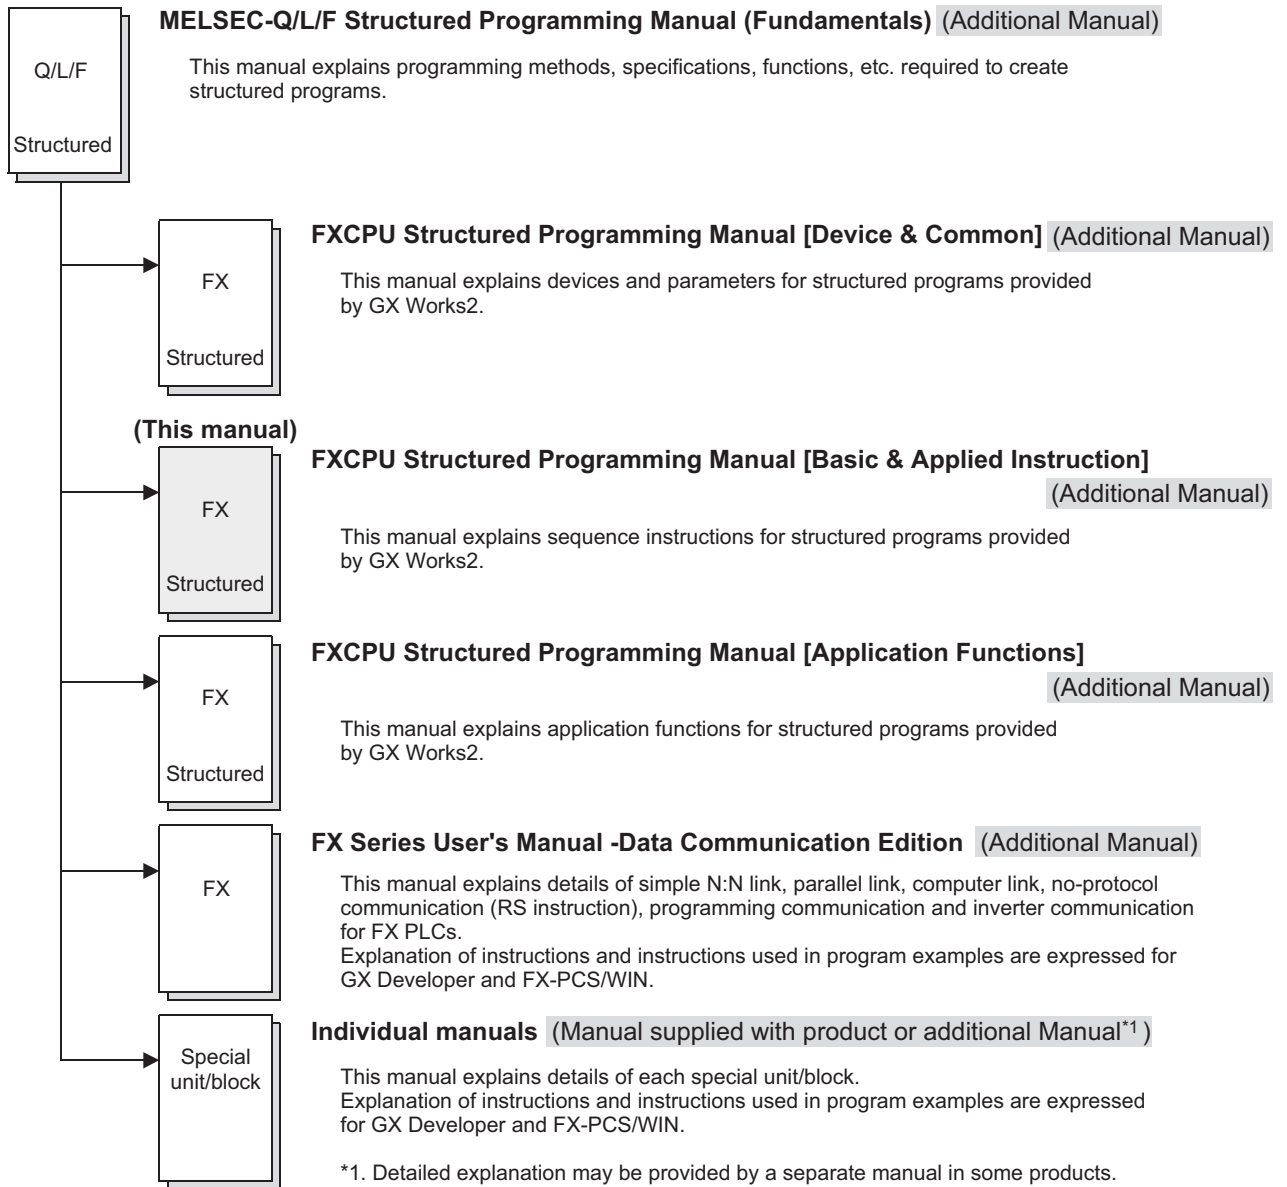 MELSEC-Q/L/F Structured Programming Manual (Fundamentals) (Additional Manual)
Q/L/F
Structured
This manual explains programming methods, specifications, functions, etc. required to create
structured programs.
FXCPU Structured Programming Manual [Device & Common] (Additional Manual)
FX
Structured
This manual explains devices and parameters for structured programs provided
by GX Works2.
(This manual)
FXCPU Structured Programming Manual [Basic & Applied Instruction]
(Additional Manual)
FX
Structured
This manual explains sequence instructions for structured programs provided
by GX Works2.
FXCPU Structured Programming Manual [Application Functions]
(Additional Manual)
FX
Structured
This manual explains application functions for structured programs provided
by GX Works2.
FX Series User's Manual -Data Communication Edition (Additional Manual)
FX
This manual explains details of simple N:N link, parallel link, computer link, no-protocol
communication (RS instruction), programming communication and inverter communication
for FX PLCs.
Explanation of instructions and instructions used in program examples are expressed for
GX Developer and FX-PCS/WIN.
Individual manuals (Manual supplied with product or additional Manual*1 )
Special
unit/block
This manual explains details of each special unit/block.
Explanation of instructions and instructions used in program examples are expressed
for GX Developer and FX-PCS/WIN.
*1. Detailed explanation may be provided by a separate manual in some products.